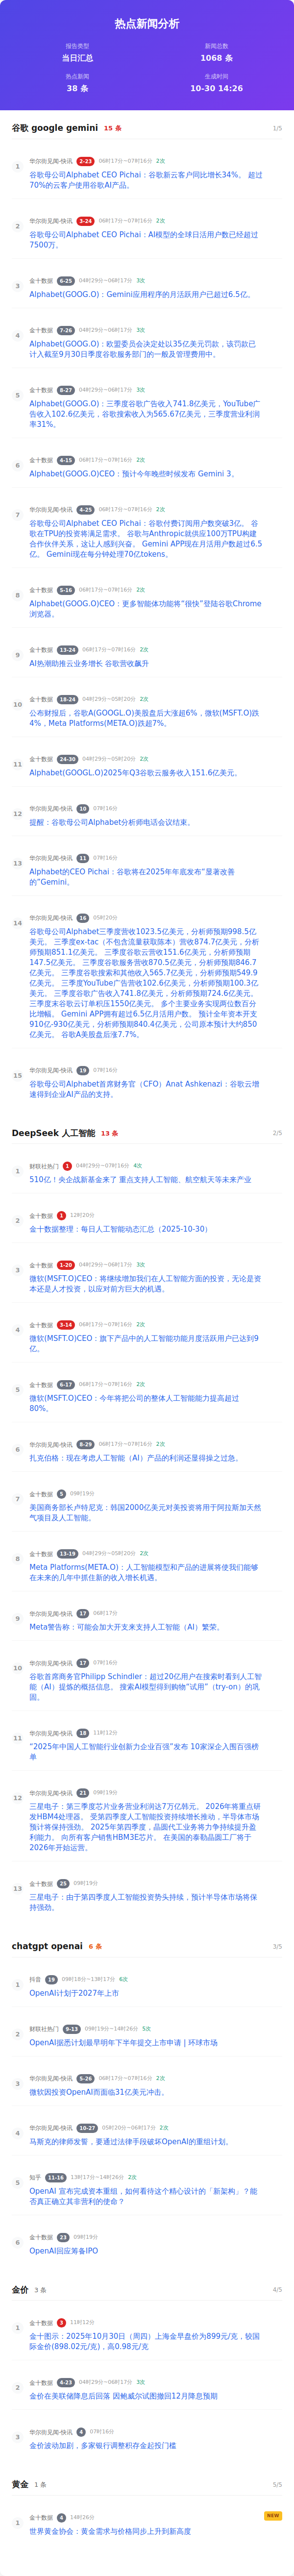 热点新闻分析
报告类型
当日汇总
新闻总数
1068 条
热点新闻
38 条
生成时间
10-30 14:26
谷歌 google gemini 15 条 1/5
1
华尔街见闻-快讯 2-23 06时17分~07时16分 2次
谷歌母公司Alphabet CEO Pichai：谷歌新云客户同比增长34%。 超过
70%的云客户使用谷歌AI产品。
2
华尔街见闻-快讯 3-24 06时17分~07时16分 2次
谷歌母公司Alphabet CEO Pichai：AI模型的全球日活用户数已经超过
7500万。
3
金十数据 6-25 04时29分~06时17分 3次
Alphabet(GOOG.O)：Gemini应用程序的月活跃用户已超过6.5亿。
4
金十数据 7-26 04时29分~06时17分 3次
Alphabet(GOOG.O)：欧盟委员会决定处以35亿美元罚款，该罚款已
计入截至9月30日季度谷歌服务部门的一般及管理费用中。
5
金十数据 8-27 04时29分~06时17分 3次
Alphabet(GOOG.O)：三季度谷歌广告收入741.8亿美元，YouTube广
告收入102.6亿美元，谷歌搜索收入为565.67亿美元，三季度营业利润
率31%。
6
金十数据 4-15 06时17分~07时16分 2次
Alphabet(GOOG.O)CEO：预计今年晚些时候发布 Gemini 3。
7
华尔街见闻-快讯 4-25 06时17分~07时16分 2次
谷歌母公司Alphabet CEO Pichai：谷歌付费订阅用户数突破3亿。 谷
歌在TPU的投资将满足需求。 谷歌与Anthropic就供应100万TPU构建
合作伙伴关系，这让人感到兴奋。 Gemini APP现在月活用户数超过6.5
亿。 Gemini现在每分钟处理70亿tokens。
8
金十数据 5-16 06时17分~07时16分 2次
Alphabet(GOOG.O)CEO：更多智能体功能将“很快”登陆谷歌Chrome
浏览器。
9
金十数据 13-24 06时17分~07时16分 2次
AI热潮助推云业务增长 谷歌营收飙升
10
金十数据 18-24 04时29分~05时20分 2次
公布财报后，谷歌A(GOOGL.O)美股盘后大涨超6%，微软(MSFT.O)跌
4%，Meta Platforms(META.O)跌超7%。
11
金十数据 24-30 04时29分~05时20分 2次
Alphabet(GOOGL.O)2025年Q3谷歌云服务收入151.6亿美元。
12
华尔街见闻-快讯 10 07时16分
提醒：谷歌母公司Alphabet分析师电话会议结束。
13
华尔街见闻-快讯 11 07时16分
Alphabet的CEO Pichai：谷歌将在2025年年底发布“显著改善
的”Gemini。
14
华尔街见闻-快讯 16 05时20分
谷歌母公司Alphabet三季度营收1023.5亿美元，分析师预期998.5亿
美元。 三季度ex-tac（不包含流量获取陈本）营收874.7亿美元，分析
师预期851.1亿美元。 三季度谷歌云营收151.6亿美元，分析师预期
147.5亿美元。 三季度谷歌服务营收870.5亿美元，分析师预期846.7
亿美元。 三季度谷歌搜索和其他收入565.7亿美元，分析师预期549.9
亿美元。 三季度YouTube广告营收102.6亿美元，分析师预期100.3亿
美元。 三季度谷歌广告收入741.8亿美元，分析师预期724.6亿美元。
三季度末谷歌云订单积压1550亿美元。 多个主要业务实现两位数百分
比增幅。 Gemini APP拥有超过6.5亿月活用户数。 预计全年资本开支
910亿-930亿美元，分析师预期840.4亿美元，公司原本预计大约850
亿美元。 谷歌A美股盘后涨7.7%。
15
华尔街见闻-快讯 19 07时16分
谷歌母公司Alphabet首席财务官（CFO）Anat Ashkenazi：谷歌云增
速得到企业AI产品的支持。
DeepSeek 人工智能 13 条 2/5
1
财联社热门 1 04时29分~07时16分 4次
510亿！央企战新基金来了 重点支持人工智能、航空航天等未来产业
2
金十数据 1 12时20分
金十数据整理：每日人工智能动态汇总（2025-10-30）
3
金十数据 1-20 04时29分~06时17分 3次
微软(MSFT.O)CEO：将继续增加我们在人工智能方面的投资，无论是资
本还是人才投资，以应对前方巨大的机遇。
4
金十数据 3-14 06时17分~07时16分 2次
微软(MSFT.O)CEO：旗下产品中的人工智能功能月度活跃用户已达到9
亿。
5
金十数据 6-17 06时17分~07时16分 2次
微软(MSFT.O)CEO：今年将把公司的整体人工智能能力提高超过
80%。
6
华尔街见闻-快讯 8-29 06时17分~07时16分 2次
扎克伯格：现在考虑人工智能（AI）产品的利润还显得操之过急。
7
金十数据 5 09时19分
美国商务部长卢特尼克：韩国2000亿美元对美投资将用于阿拉斯加天然
气项目及人工智能。
8
金十数据 13-19 04时29分~05时20分 2次
Meta Platforms(META.O)：人工智能模型和产品的进展将使我们能够
在未来的几年中抓住新的收入增长机遇。
9
华尔街见闻-快讯 17 06时17分
Meta警告称：可能会加大开支来支持人工智能（AI）繁荣。
10
华尔街见闻-快讯 17 07时16分
谷歌首席商务官Philipp Schindler：超过20亿用户在搜索时看到人工智
能（AI）提炼的概括信息。 搜索AI模型得到购物“试用”（try-on）的巩
固。
11
华尔街见闻-快讯 18 11时12分
“2025年中国人工智能行业创新力企业百强”发布 10家深企入围百强榜
单
12
华尔街见闻-快讯 21 09时19分
三星电子：第三季度芯片业务营业利润达7万亿韩元。 2026年将重点研
发HBM4处理器。 受第四季度人工智能投资持续增长推动，半导体市场
预计将保持强劲。 2025年第四季度，晶圆代工业务将力争持续提升盈
利能力。 向所有客户销售HBM3E芯片。 在美国的泰勒晶圆工厂将于
2026年开始运营。
13
金十数据 25 09时19分
三星电子：由于第四季度人工智能投资势头持续，预计半导体市场将保
持强劲。
chatgpt openai 6 条 3/5
1
抖音 19 09时18分~13时17分 6次
OpenAI计划于2027年上市
2
财联社热门 9-13 09时19分~14时26分 5次
OpenAI据悉计划最早明年下半年提交上市申请 | 环球市场
3
华尔街见闻-快讯 5-26 06时17分~07时16分 2次
微软因投资OpenAI而面临31亿美元冲击。
4
华尔街见闻-快讯 10-27 05时20分~06时17分 2次
马斯克的律师发誓，要通过法律手段破坏OpenAI的重组计划。
5
知乎 11-16 13时17分~14时26分 2次
OpenAI 宣布完成资本重组，如何看待这个精心设计的「新架构」？能
否真正确立其非营利的使命？
6
金十数据 23 09时19分
OpenAI回应筹备IPO
金价 3 条 4/5
1
金十数据 3 11时12分
金十图示：2025年10月30日（周四）上海金早盘价为899元/克，较国
际金价(898.02元/克)，高0.98元/克
2
金十数据 4-23 04时29分~06时17分 3次
金价在美联储降息后回落 因鲍威尔试图撤回12月降息预期
3
华尔街见闻-快讯 4 07时16分
金价波动加剧，多家银行调整积存金起投门槛
黄金 1 条 5/5
1
金十数据 4 14时26分 NEW
世界黄金协会：黄金需求与价格同步上升到新高度